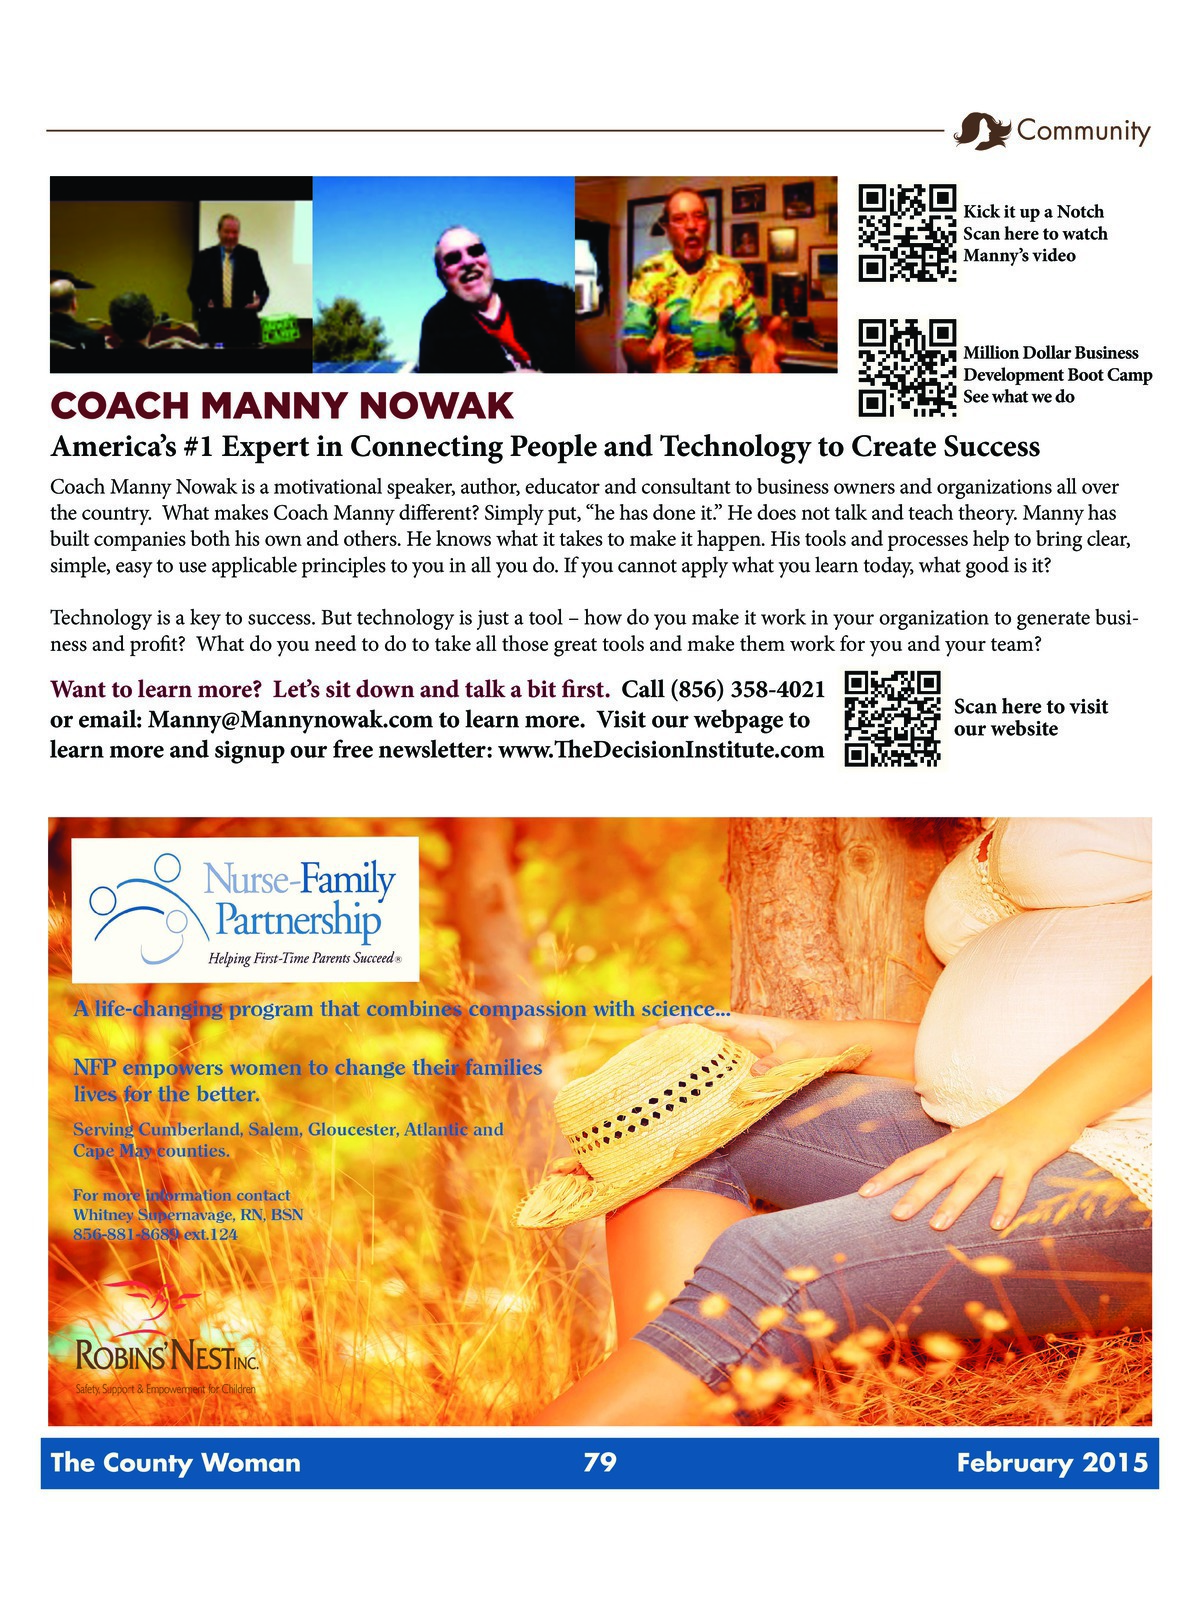 Community
Kick it up a Notch
Scan here to watch
Manny's video
Million Dollar Business
Development Boot Camp
See what we do
COACH MANNY NOWAK
America's #1 Expert in Connecting People and Technology to Create Success
Coach Manny Nowak is a motivational speaker, author, educator and consultant to business owners and organizations all over
the country.  What makes Coach Manny different? Simply put, “he has done it.” He does not talk and teach theory. Manny has
built companies both his own and others. He knows what it takes to make it happen. His tools and processes help to bring clear,
simple, easy to use applicable principles to you in all you do. If you cannot apply what you learn today, what good is it?
Technology is a key to success. But technology is just a tool – how do you make it work in your organization to generate busi-
ness and profit?  What do you need to do to take all those great tools and make them work for you and your team?
Want to learn more?  Let's sit down and talk a bit first.  Call (856) 358-4021
or email: Manny@Mannynowak.com to learn more.  Visit our webpage to
learn more and signup our free newsletter: www.TheDecisionInstitute.com
Scan here to visit
our website
Nurse-Family
Partnership
Helping First-Time Parents Succeed®
A life-changing program that combines compassion with science...
NFP empowers women to change their families
lives for the better.
Serving Cumberland, Salem, Gloucester, Atlantic and
Cape May counties.
For more information contact
Whitney Supernavage, RN, BSN
856-881-8689 ext.124
ROBINS' NEST INC.
Safety, Support & Empowerment for Children
The County Woman
79
February 2015